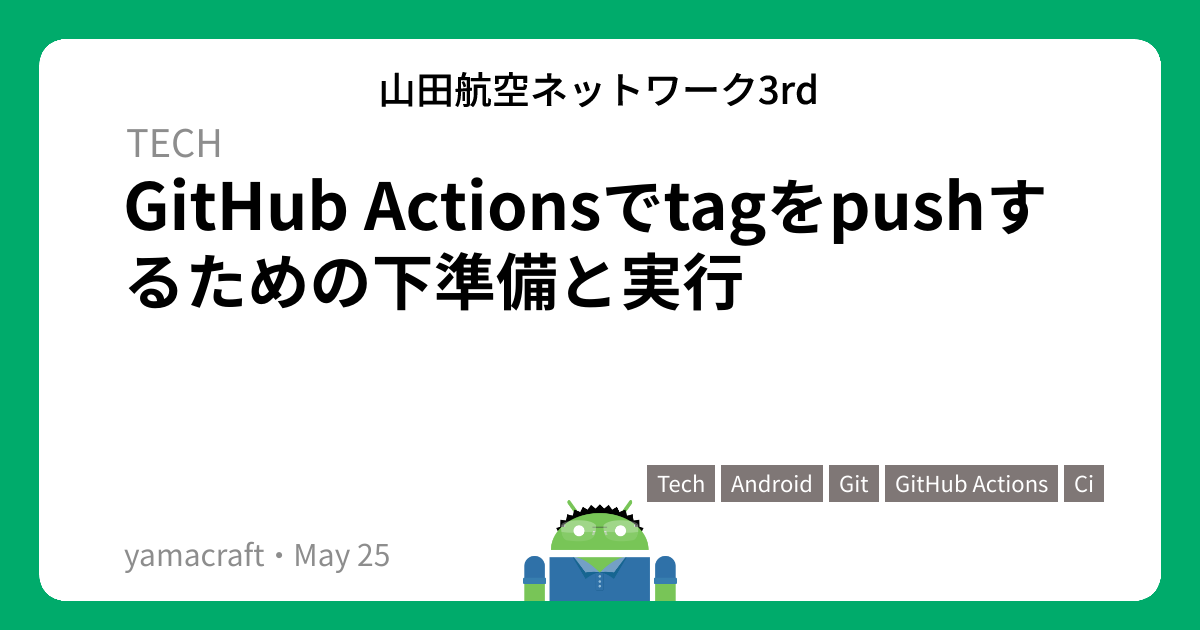 山田航空ネットワーク3rd
TECH
GitHub Actionsでtagをpushす
るための下準備と実行
Tech Android Git GitHub Actions Ci
yamacraft・May 25